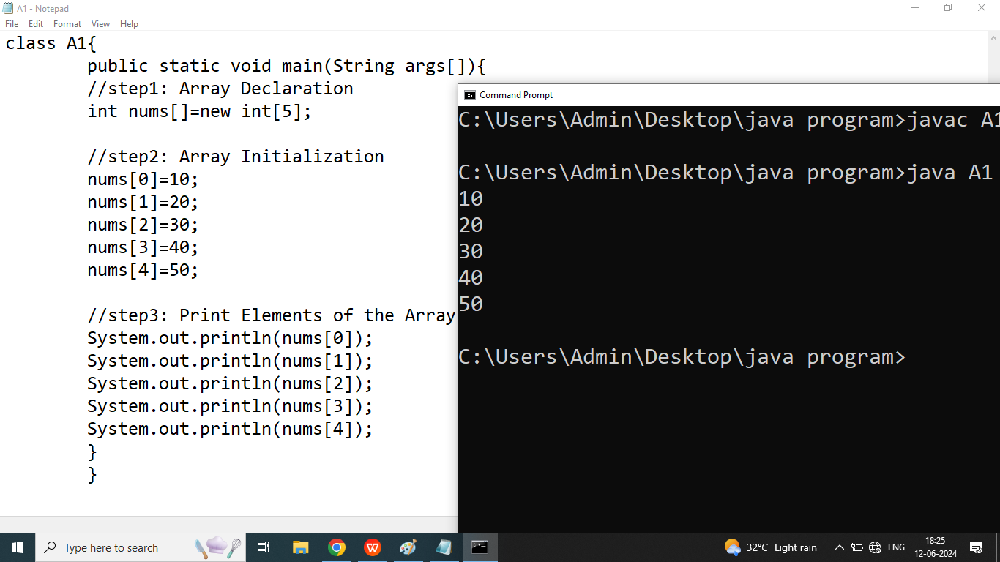 A1 - Notepad
File Edit Format View Help
class A1{
public static void main(String args[]){
//step1: Array Declaration
int nums[]=new int[5];
//step2: Array Initialization
nums[0]=10;
nums[1]=20;
nums[2]=30;
nums[3]=40;
nums[4]=50;
//step3: Print Elements of the Array
System.out.println(nums[0]);
System.out.println(nums[1]);
System.out.println(nums[2]);
System.out.println(nums[3]);
System.out.println(nums[4]);
}
}
Command Prompt
C:\Users\Admin\Desktop\java program>javac A1
C:\Users\Admin\Desktop\java program>java A1
10
20
30
40
50
C:\Users\Admin\Desktop\java program>
Type here to search
32°C Light rain
ENG
18:25
12-06-2024